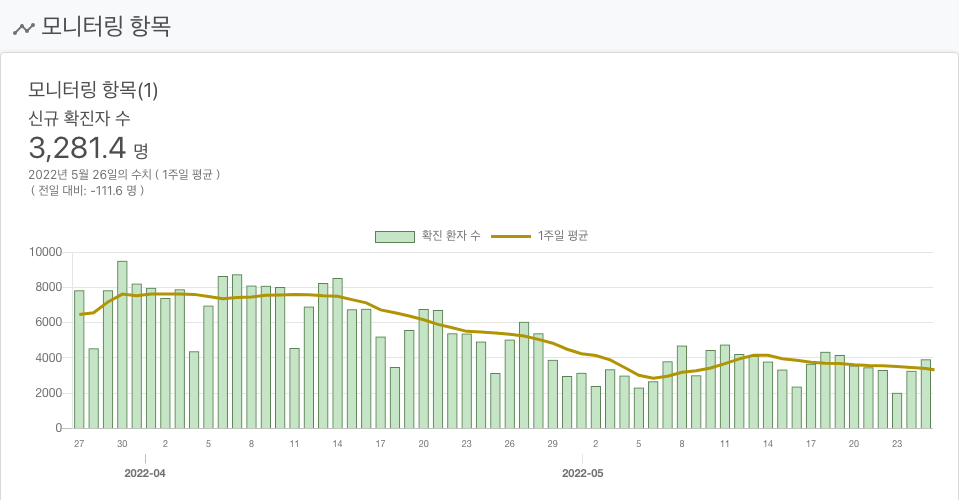 모니터링 항목
모니터링 항목(1)
신규 확진자 수
3,281.4 명
2022년 5월 26일의 수치 ( 1주일 평균 )
( 전일 대비: -111.6 명 )
확진 환자 수 1주일 평균
10000
8000
6000
4000
2000
0
27 30 2 5 8 11 14 17 20 23 26 29 2 5 8 11 14 17 20 23
2022-04 2022-05